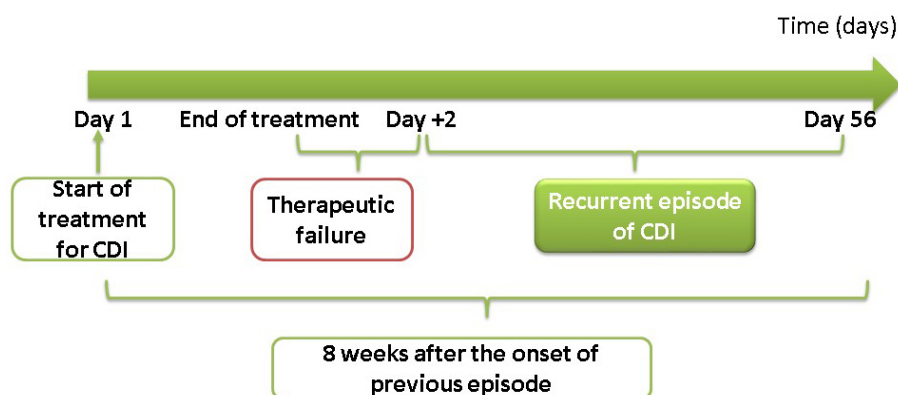 Time (days)
Day 1
End of treatment
Day +2
Day 56
Start of
treatment
for CDI
Therapeutic
failure
Recurrent episode
of CDI
8 weeks after the onset of
previous episode